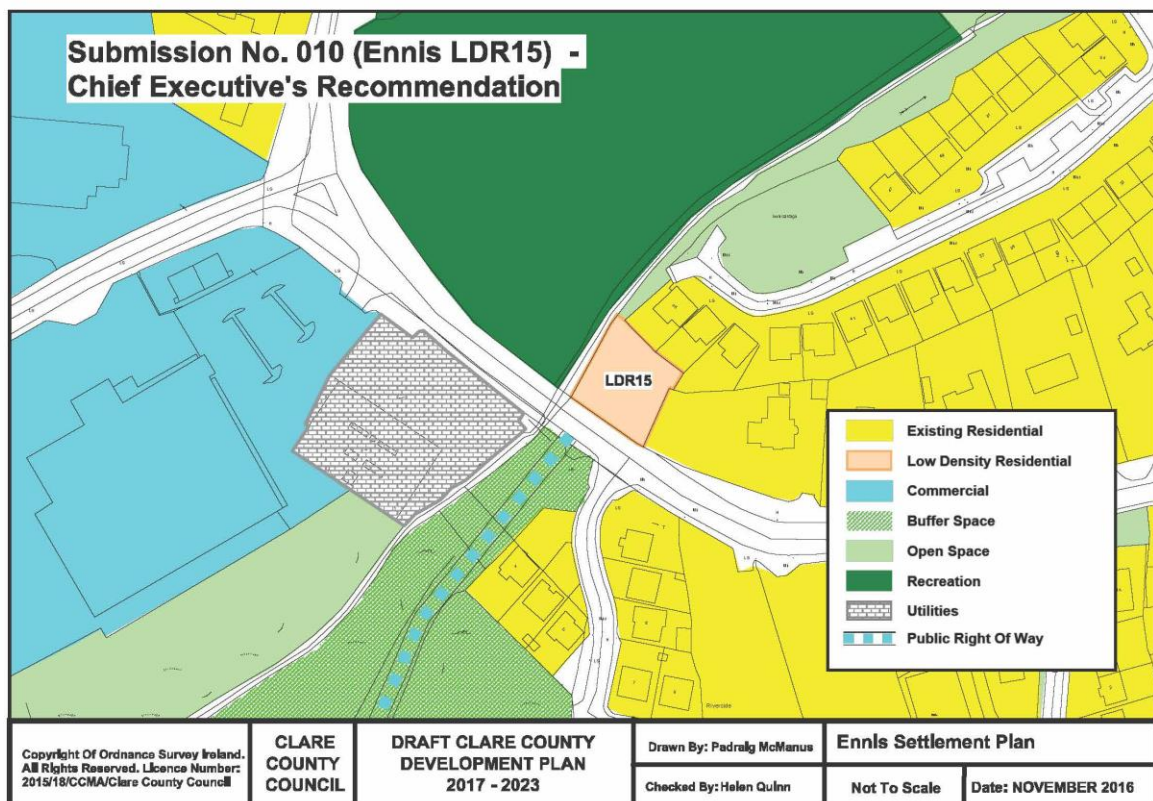 Submission No. 010 (Ennis LDR15) -
Chief Executive's Recommendation
LDR15
Existing Residential
Low Density Residential
Commercial
Buffer Space
Open Space
Recreation
Utilities
Public Right Of Way
Riverdale
Copyright Of Ordnance Survey Ireland.
All Rights Reserved. Licence Number:
2015/18/CCMA/Clare County Council
CLARE
COUNTY
COUNCIL
DRAFT CLARE COUNTY
DEVELOPMENT PLAN
2017 - 2023
Drawn By: Padraig McManus
Checked By: Helen Quinn
Ennis Settlement Plan
Not To Scale
Date: NOVEMBER 2016